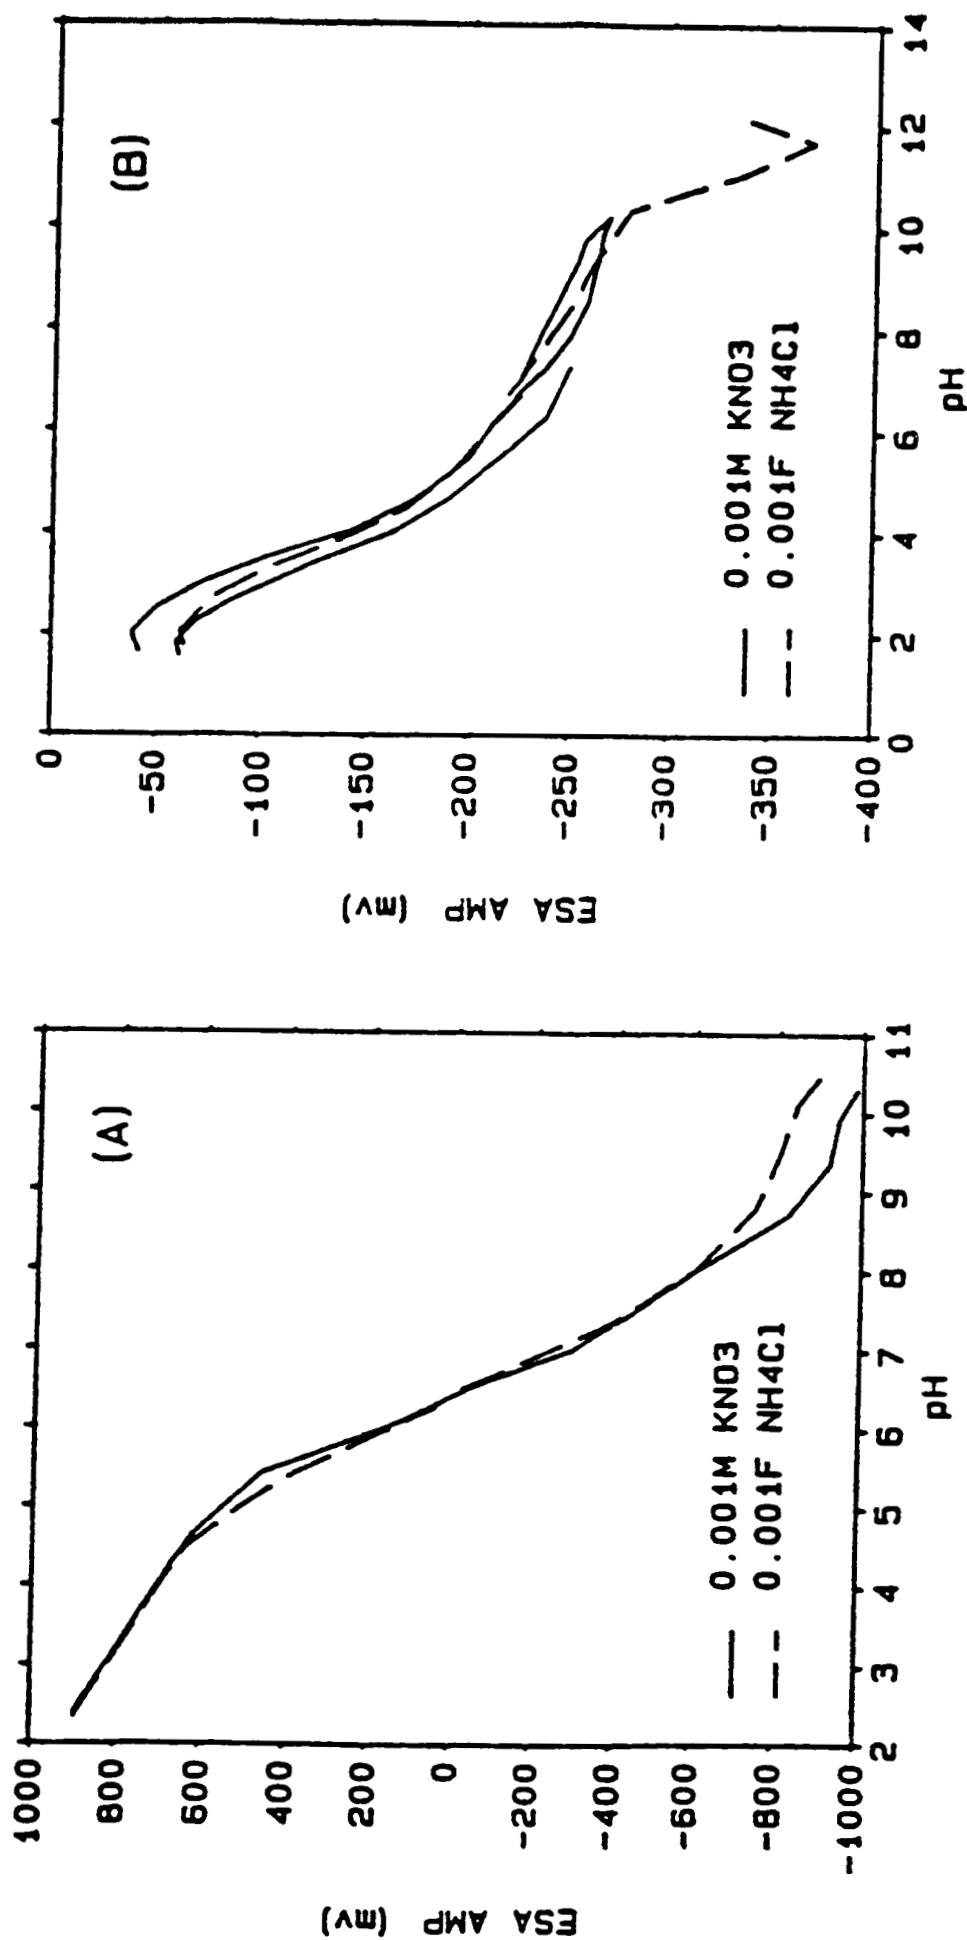 (A)
1000
800
600
400
200
0
-200
-400
-600
-800
-1000
ESA AMP (mv)
2 3 4 5 6 7 8 9 10 11
pH
—— 0.001M KNO3
—– 0.001F NH4Cl
(B)
0
-50
-100
-150
-200
-250
-300
-350
-400
ESA AMP (mv)
0 2 4 6 8 10 12 14
pH
—— 0.001M KNO3
—– 0.001F NH4Cl